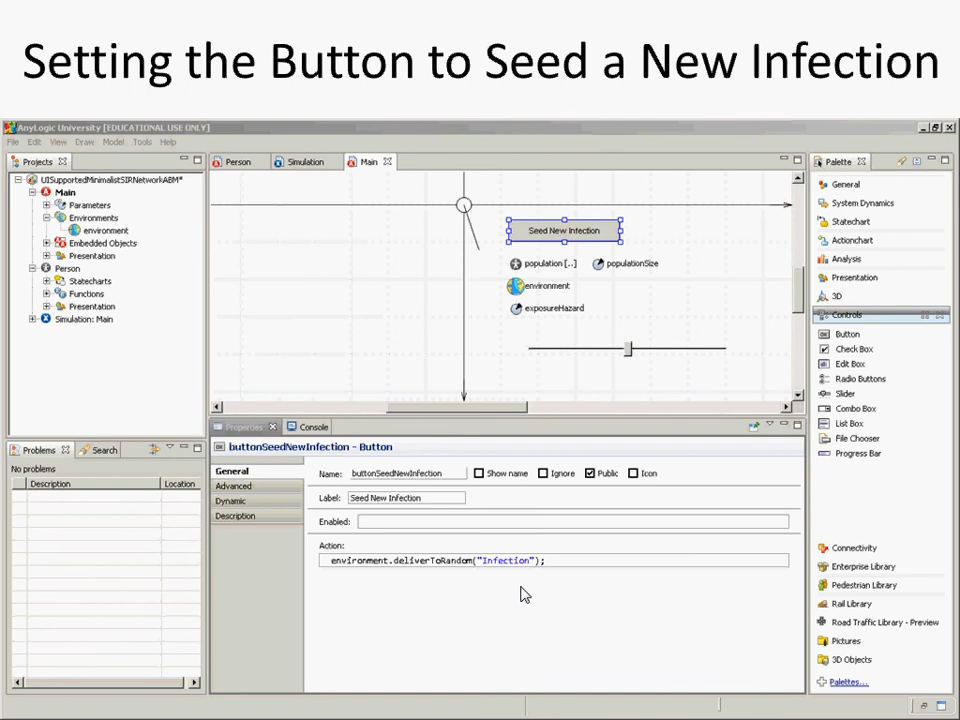 Setting the Button to Seed a New Infection
AnyLogic University [EDUCATIONAL USE ONLY]
File Edit View Draw Model Tools Help
Projects
UISupportedMinimalistSIRNetworkABM*
Main
Parameters
Environments
environment
Embedded Objects
Presentation
Person
Statecharts
Functions
Presentation
Simulation: Main
Problems Search
No problems
Description Location
Person Simulation Main
Seed New Infection
population [..] populationSize
environment
exposureHazard
Properties Console
buttonSeedNewInfection - Button
General
Advanced
Dynamic
Description
Name: buttonSeedNewInfection Show name Ignore Public Icon
Label: Seed New Infection
Enabled:
Action:
environment.deliverToRandom("Infection");
Palette
General
System Dynamics
Statechart
Actionchart
Analysis
Presentation
3D
Controls
Button
Check Box
Edit Box
Radio Buttons
Slider
Combo Box
List Box
File Chooser
Progress Bar
Connectivity
Enterprise Library
Pedestrian Library
Rail Library
Road Traffic Library - Preview
Pictures
3D Objects
Palettes...